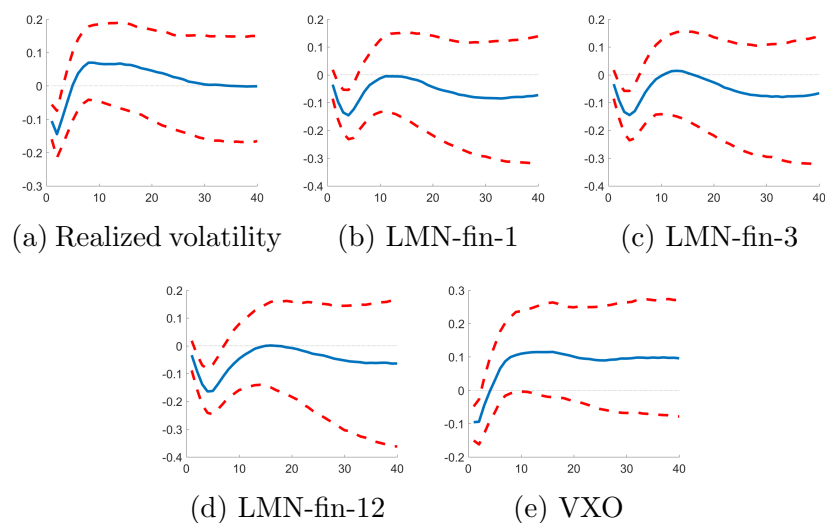 0.2 0.2 0.2
0.1 0.1 0.1
0 0 0
-0.1 -0.1 -0.1
-0.2 -0.2 -0.2
-0.3 -0.3
-0.3 -0.4 -0.4
0 10 20 30 40 0 10 20 30 40 0 10 20 30 40
(a) Realized volatility (b) LMN-fin-1 (c) LMN-fin-3
0.2 0.3
0.1 0.2
0 0.1
-0.1 0
-0.2 -0.1
-0.3
-0.4 -0.2
0 10 20 30 40 0 10 20 30 40
(d) LMN-fin-12 (e) VXO